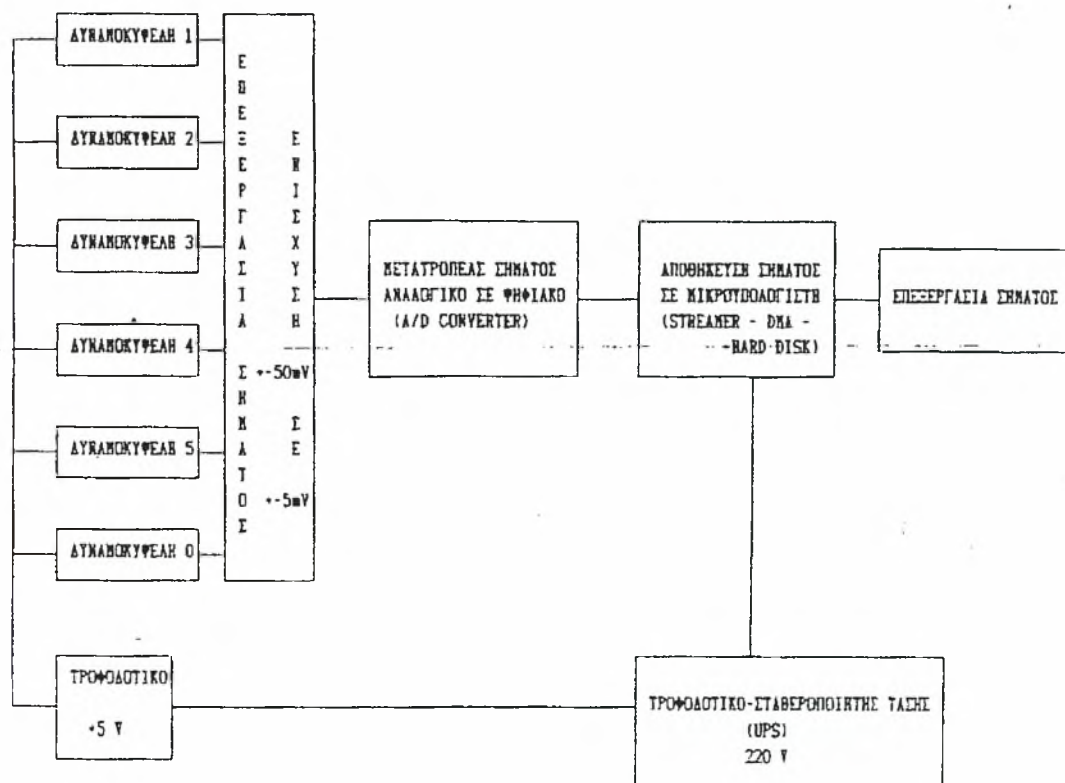 ΔΥΝΑΜΟΚΥΨΕΛΗ 1
ΔΥΝΑΜΟΚΥΨΕΛΗ 2
ΔΥΝΑΜΟΚΥΨΕΛΗ 3
ΔΥΝΑΜΟΚΥΨΕΛΗ 4
ΔΥΝΑΜΟΚΥΨΕΛΗ 5
ΔΥΝΑΜΟΚΥΨΕΛΗ 0
ΕΠΕΞΕΡΓΑΣΙΑ ΣΗΜΑΤΟΣ
ΕΝΙΣΧΥΣΗ
+-50mV
ΣΕ
+-5mV
ΜΕΤΑΤΡΟΠΕΑΣ ΣΗΜΑΤΟΣ
ΑΝΑΛΟΓΙΚΟ ΣΕ ΨΗΦΙΑΚΟ
(A/D CONVERTER)
ΑΠΟΘΗΚΕΥΣΗ ΣΗΜΑΤΟΣ
ΣΕ ΜΙΚΡΟΥΠΟΛΟΓΙΣΤΗ
(STREAMER - DMA -
-HARD DISK)
ΕΠΕΞΕΡΓΑΣΙΑ ΣΗΜΑΤΟΣ
ΤΡΟΦΟΔΟΤΙΚΟ
+5 V
ΤΡΟΦΟΔΟΤΙΚΟ-ΣΤΑΘΕΡΟΠΟΙΗΤΗΣ ΤΑΣΗΣ
(UPS)
220 V